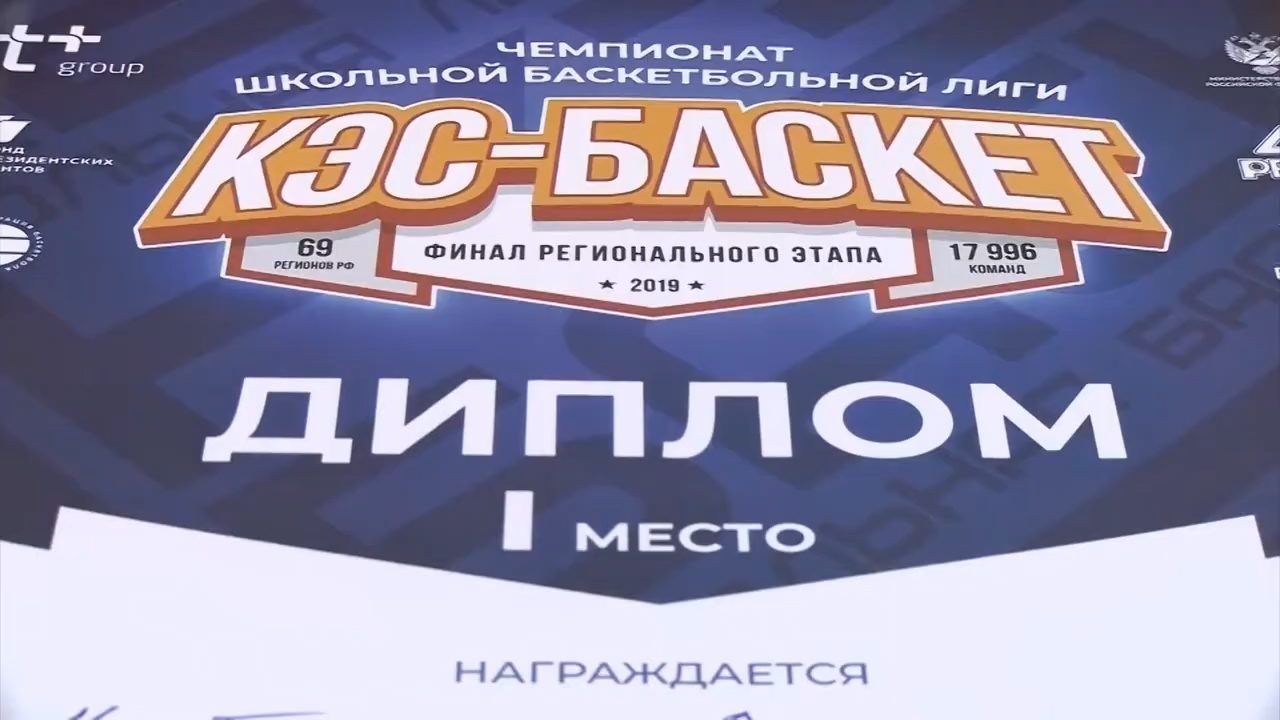 t+ group
ЧЕМПИОНАТ
ШКОЛЬНОЙ БАСКЕТБОЛЬНОЙ ЛИГИ
КЭС-БАСКЕТ
69
РЕГИОНОВ РФ
ФИНАЛ РЕГИОНАЛЬНОГО ЭТАПА
★ 2019 ★
17 996
КОМАНД
ДИПЛОМ
I МЕСТО
НАГРАЖДАЕТСЯ